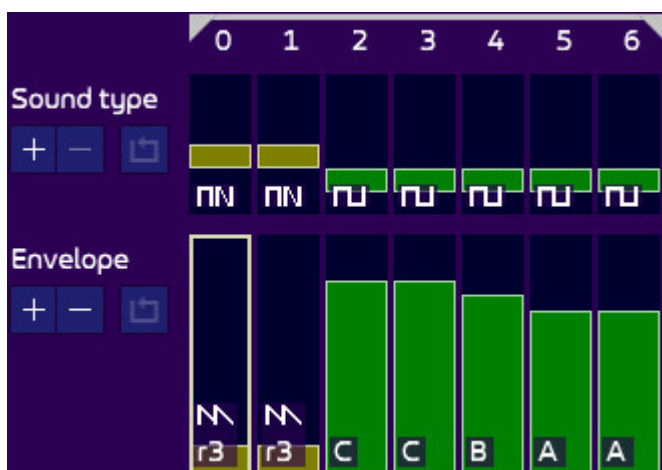 0 1 2 3 4 5 6
Sound type
+ −
Envelope
+ −
r3 r3 C C B A A